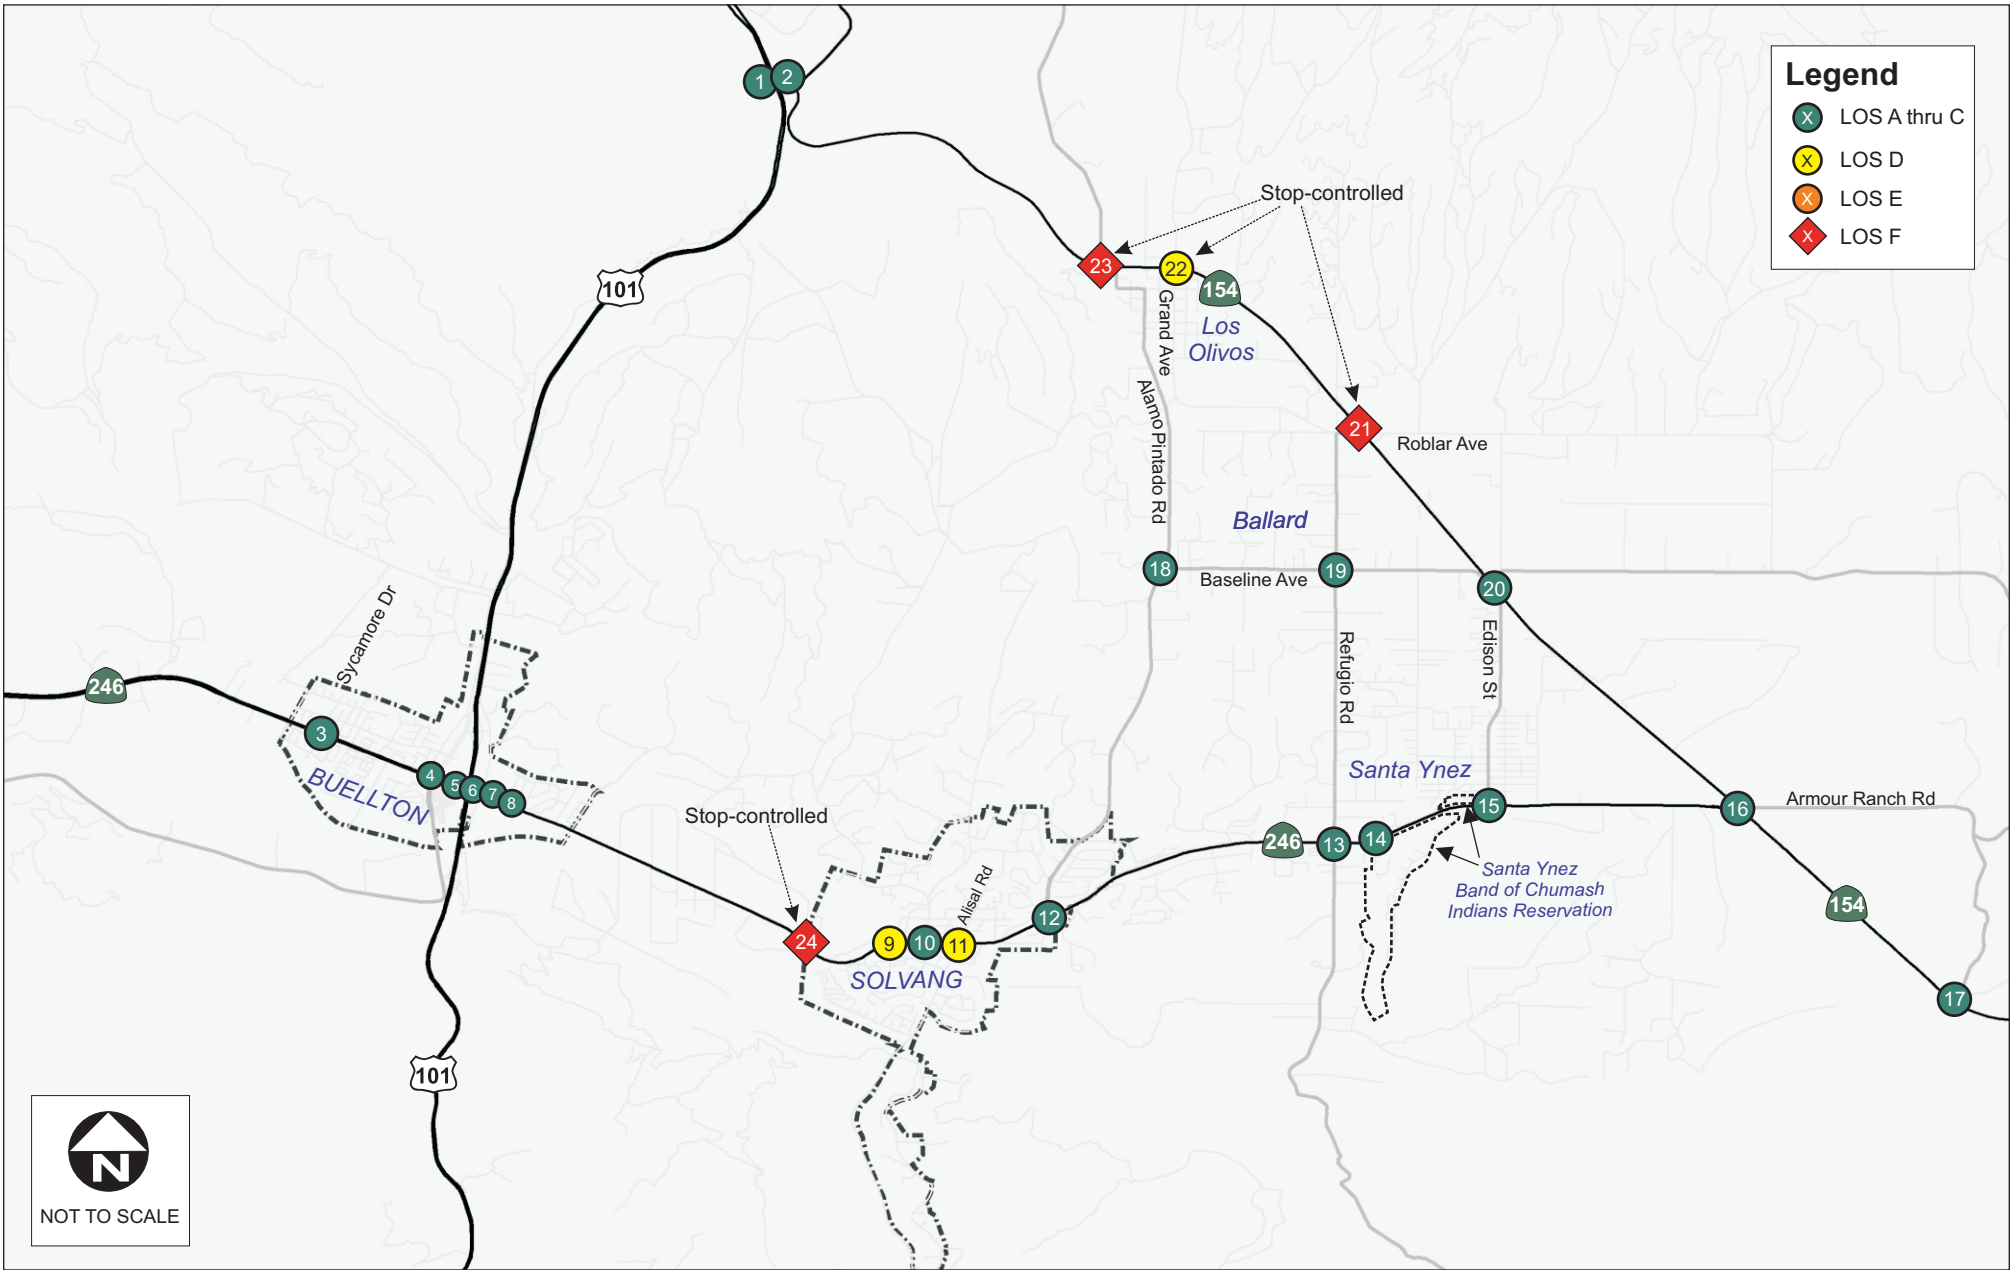 1
2
Legend
X LOS A thru C
X LOS D
X LOS E
X LOS F
Stop-controlled
23
22
154
101
Grand Ave
Los
Olivos
Alamo Pintado Rd
21
Roblar Ave
Ballard
18
Baseline Ave
19
20
Sycamore Dr
Refugio Rd
Edison St
246
3
4
5
6
7
8
BUELLTON
Santa Ynez
15
16
Armour Ranch Rd
Stop-controlled
246
13
14
Santa Ynez
Band of Chumash
Indians Reservation
154
Alisal Rd
12
24
9
10
11
SOLVANG
17
101
N
NOT TO SCALE